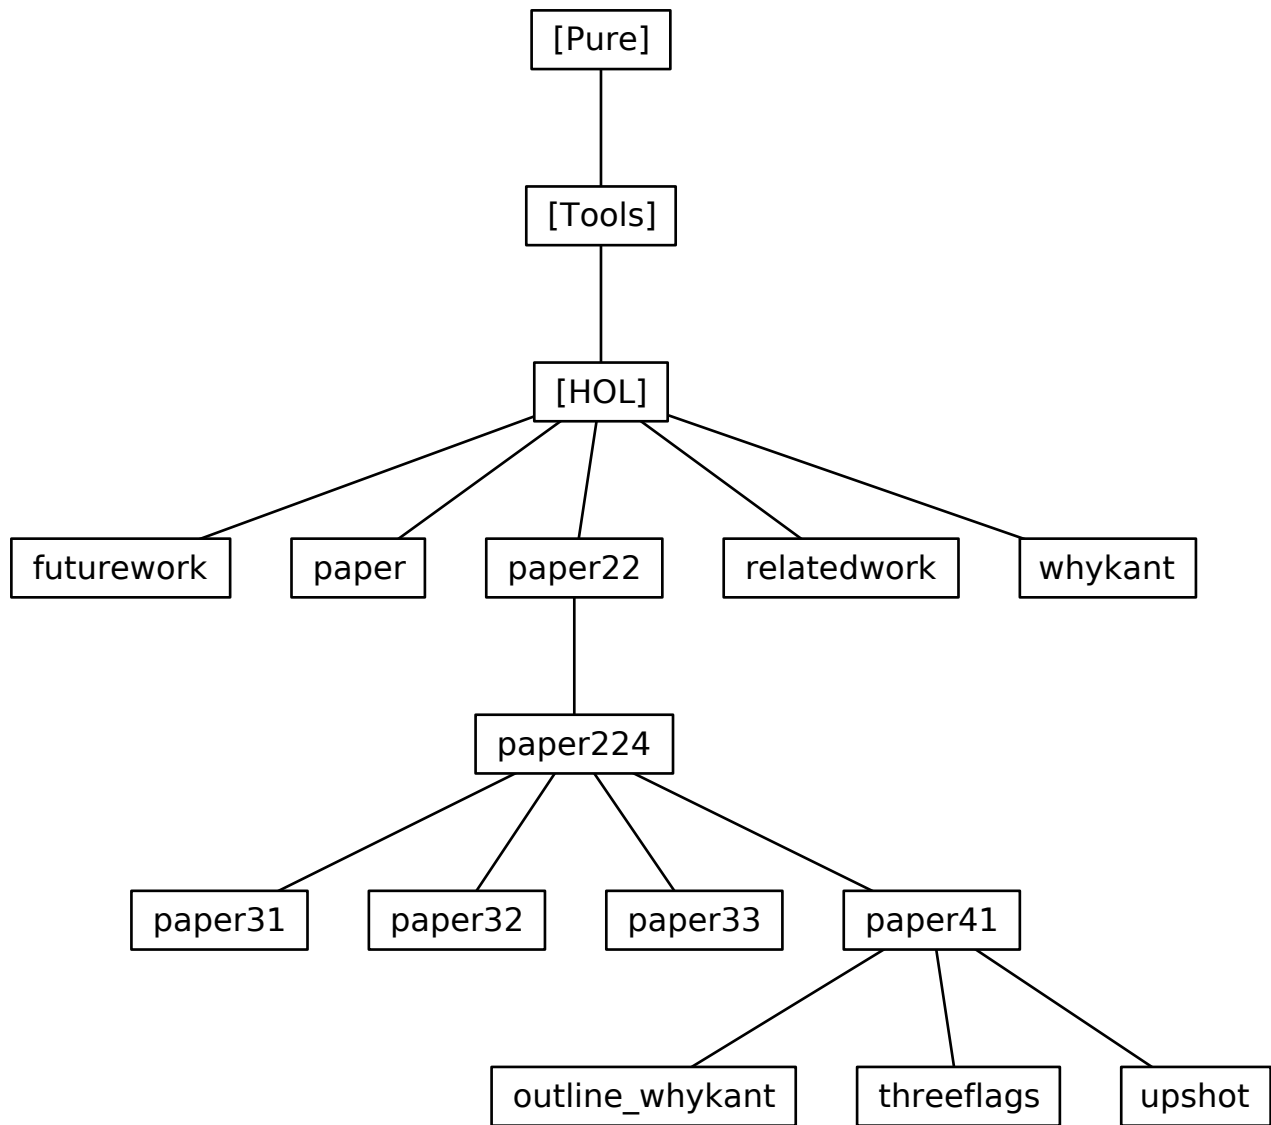 [Pure]
[Tools]
[HOL]
futurework paper paper22 relatedwork whykant
paper224
paper31 paper32 paper33 paper41
outline_whykant threeflags upshot